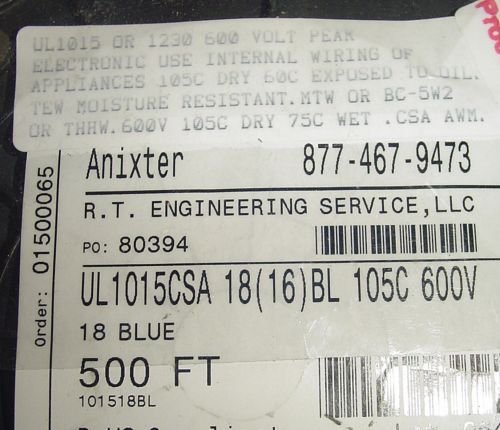 UL1015 OR 1230 600 VOLT PEAK
ELECTRONIC USE INTERNAL WIRING OF
APPLIANCES 105C DRY 60C EXPOSED TO OIL.
TEW MOISTURE RESISTANT.MTW OR BC-5W2
OR THHW.600V 105C DRY 75C WET .CSA AWM.
Anixter 877-467-9473
R.T. ENGINEERING SERVICE,LLC
PO: 80394
UL1015CSA 18(16)BL 105C 600V
18 BLUE
500 FT
101518BL
Order: 01500065